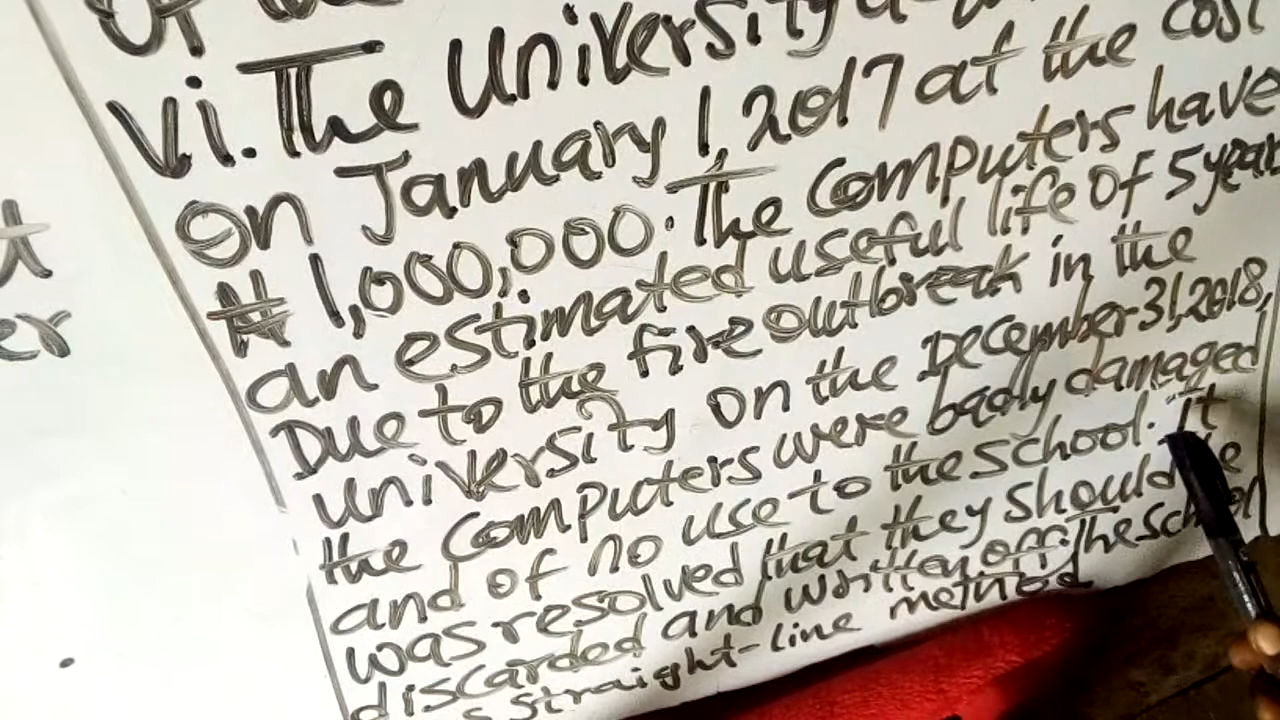 Of
vi. The University
on January 1, 2017 at the cost
₦ 1,000,000. The Computers have
an estimated useful life of 5 year
Due to the fire outbreak in the
university on the December 31, 2018,
the Computers were badly damaged
and of no use to the school. It
was resolved that they should be
discarded and written off. The School
s straight-line method
t
er